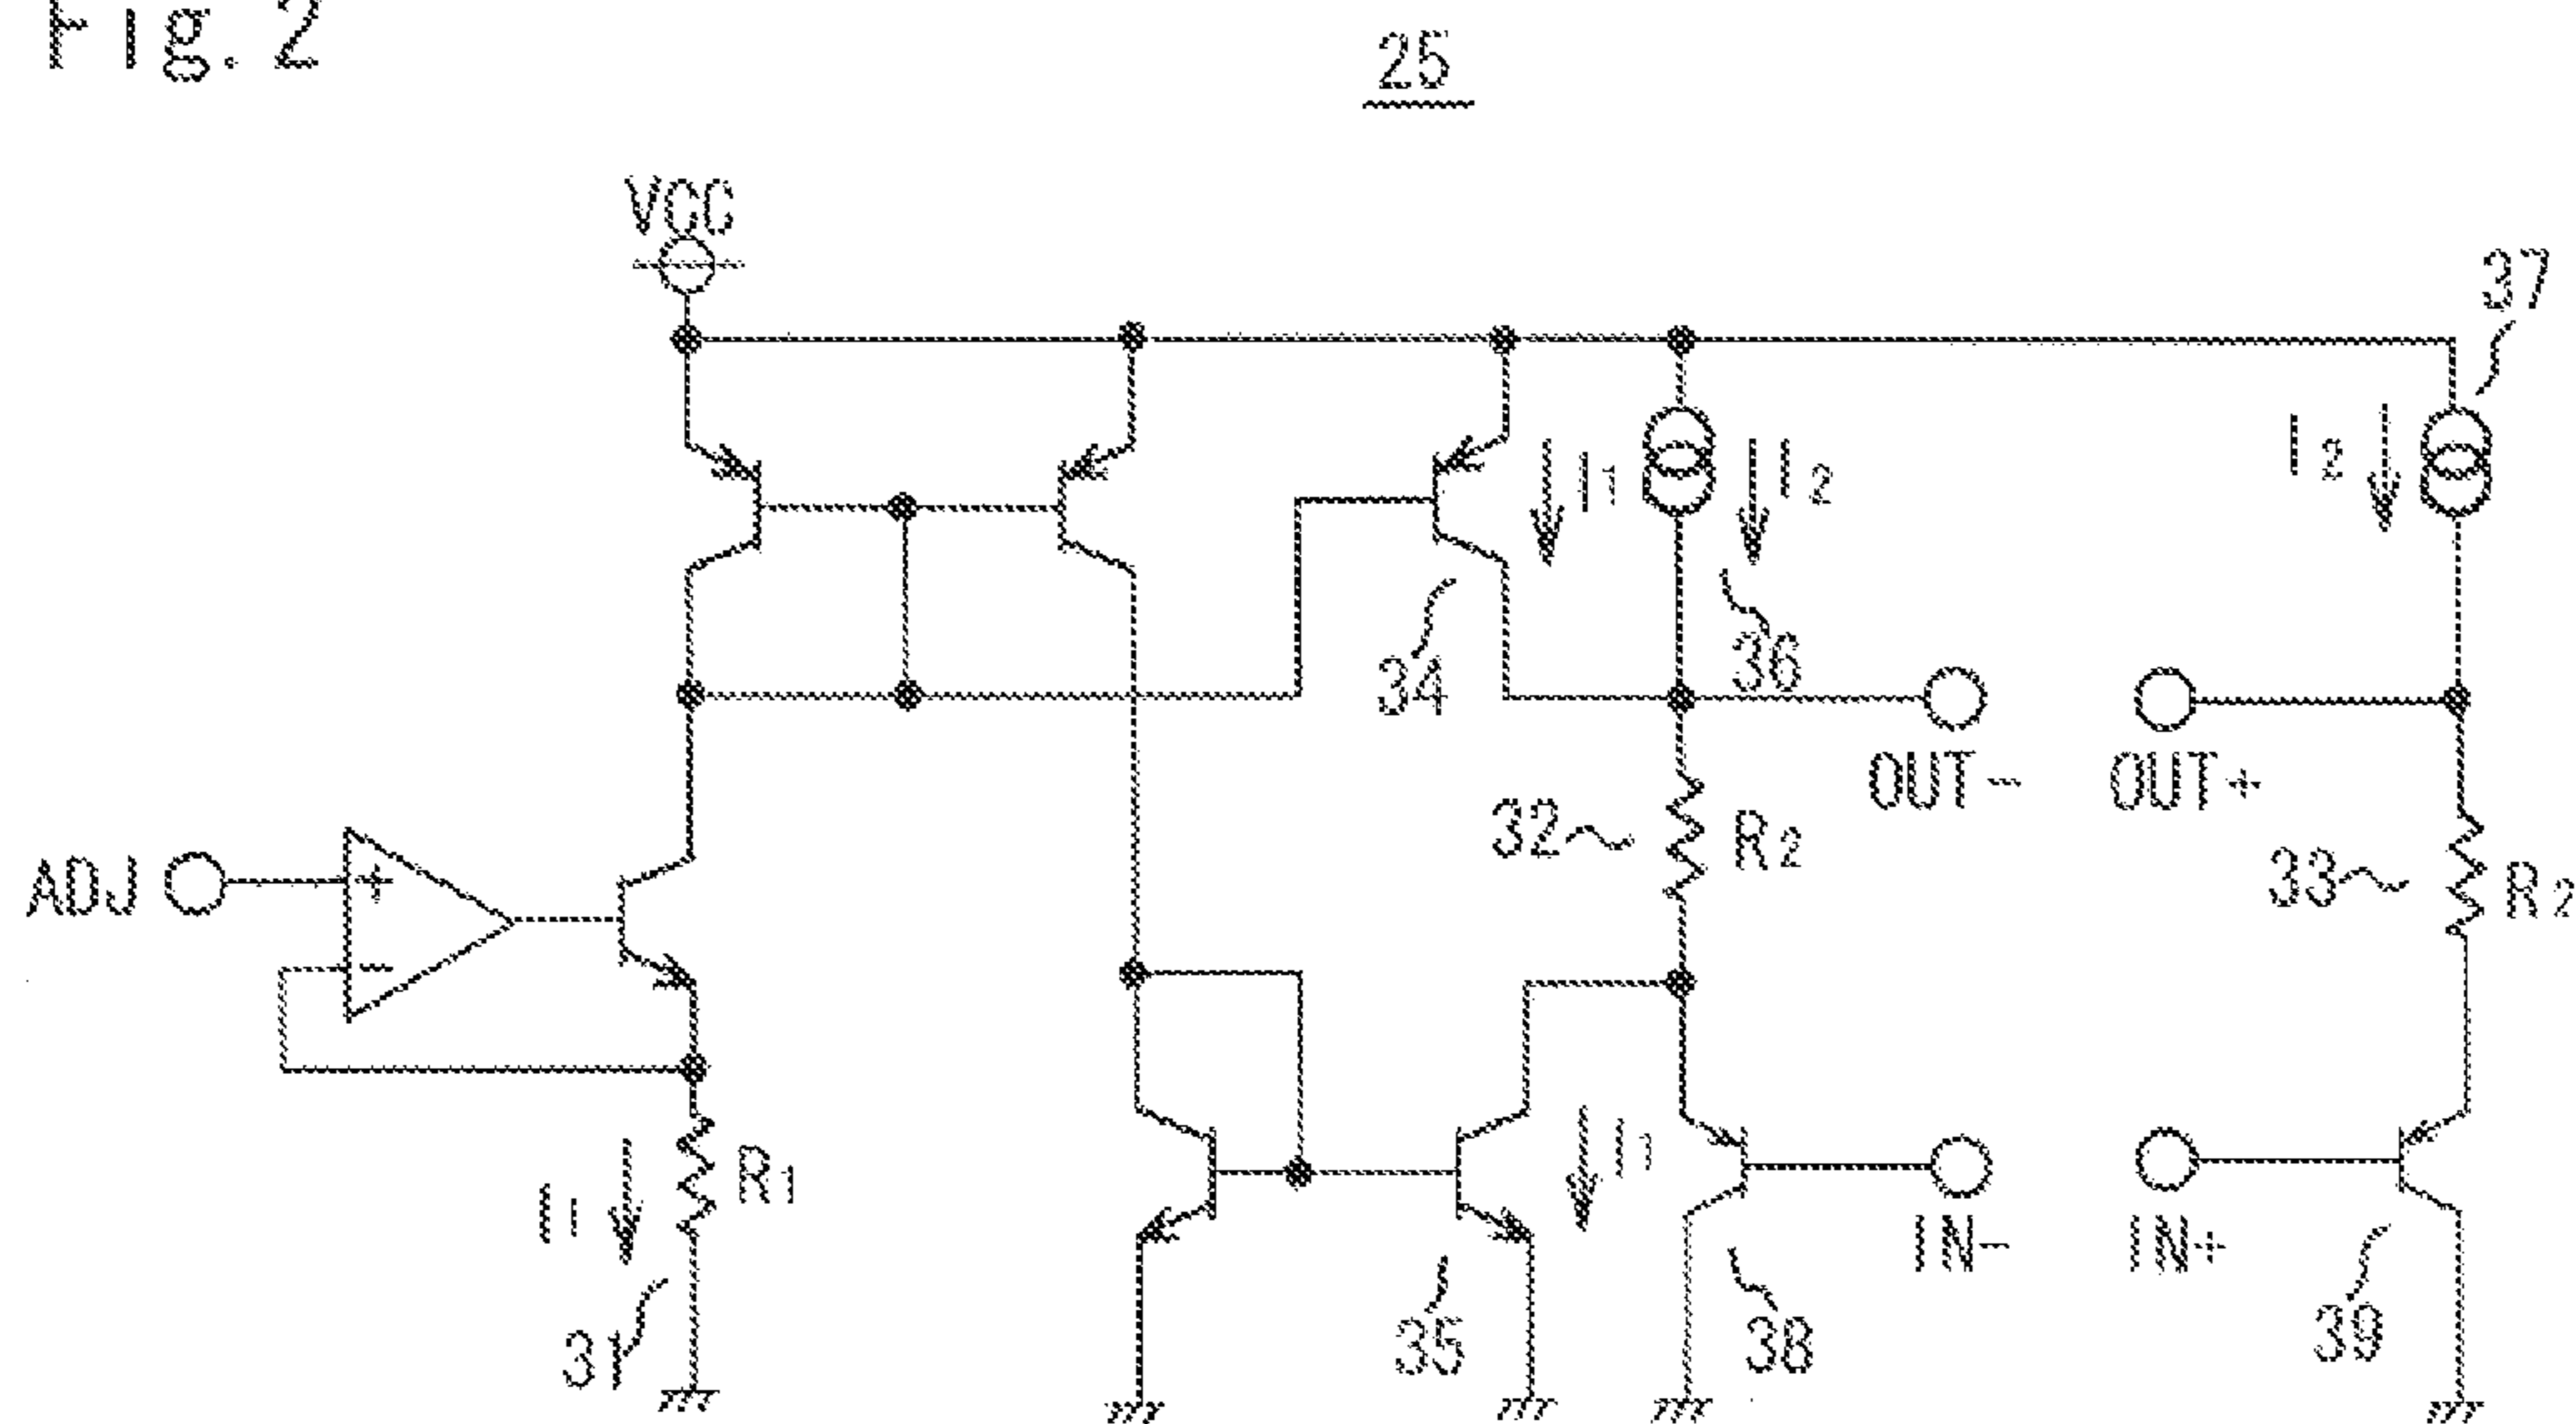 Fig. 2
25
VCC
37
I1
I2
I2
34
36
OUT-
OUT+
32
R2
33
R2
ADJ
R1
I1
I1
IN-
IN+
31
35
38
39